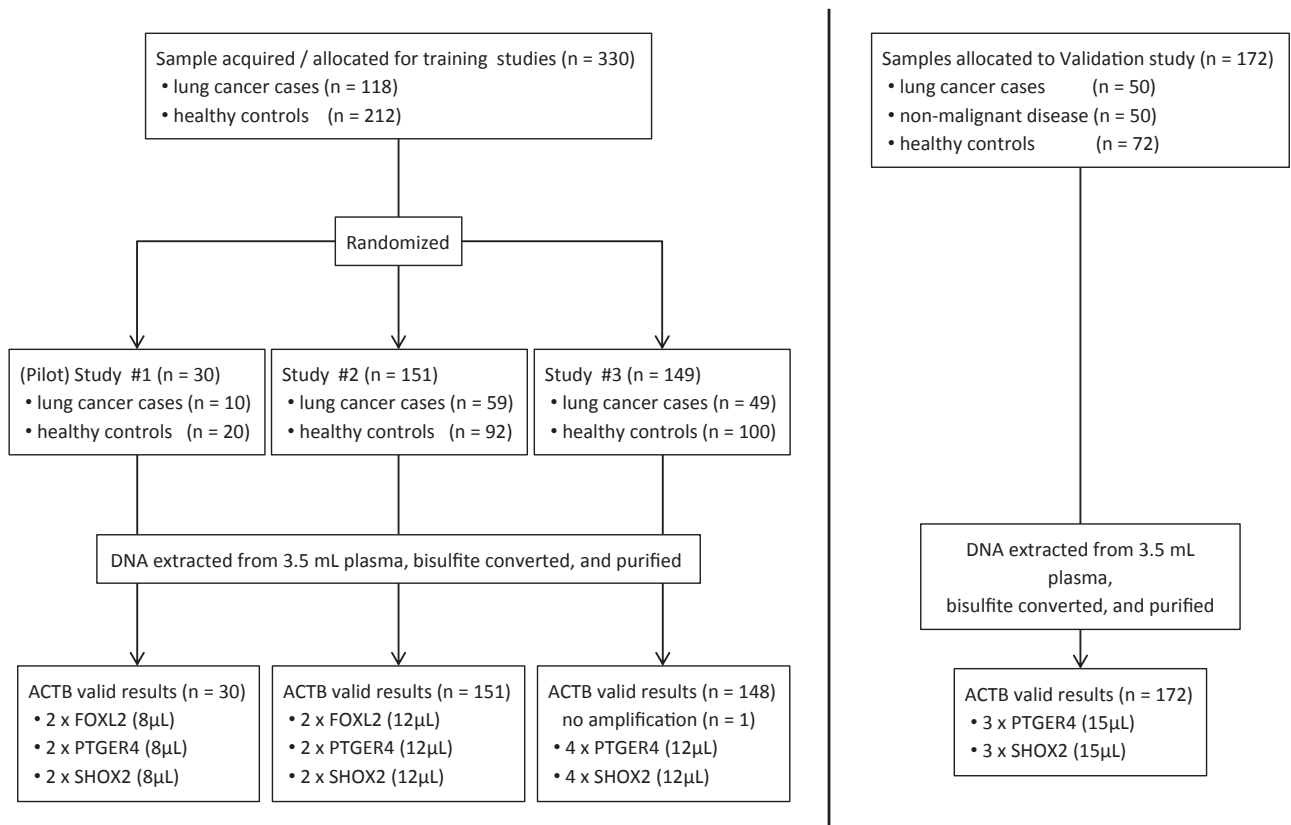 Sample acquired / allocated for training studies (n = 330)
• lung cancer cases (n = 118)
• healthy controls (n = 212)
Randomized
(Pilot) Study #1 (n = 30)
• lung cancer cases (n = 10)
• healthy controls (n = 20)
Study #2 (n = 151)
• lung cancer cases (n = 59)
• healthy controls (n = 92)
Study #3 (n = 149)
• lung cancer cases (n = 49)
• healthy controls (n = 100)
DNA extracted from 3.5 mL plasma, bisulfite converted, and purified
ACTB valid results (n = 30)
• 2 x FOXL2 (8µL)
• 2 x PTGER4 (8µL)
• 2 x SHOX2 (8µL)
ACTB valid results (n = 151)
• 2 x FOXL2 (12µL)
• 2 x PTGER4 (12µL)
• 2 x SHOX2 (12µL)
ACTB valid results (n = 148)
no amplification (n = 1)
• 4 x PTGER4 (12µL)
• 4 x SHOX2 (12µL)
Samples allocated to Validation study (n = 172)
• lung cancer cases (n = 50)
• non-malignant disease (n = 50)
• healthy controls (n = 72)
DNA extracted from 3.5 mL
plasma,
bisulfite converted, and purified
ACTB valid results (n = 172)
• 3 x PTGER4 (15µL)
• 3 x SHOX2 (15µL)